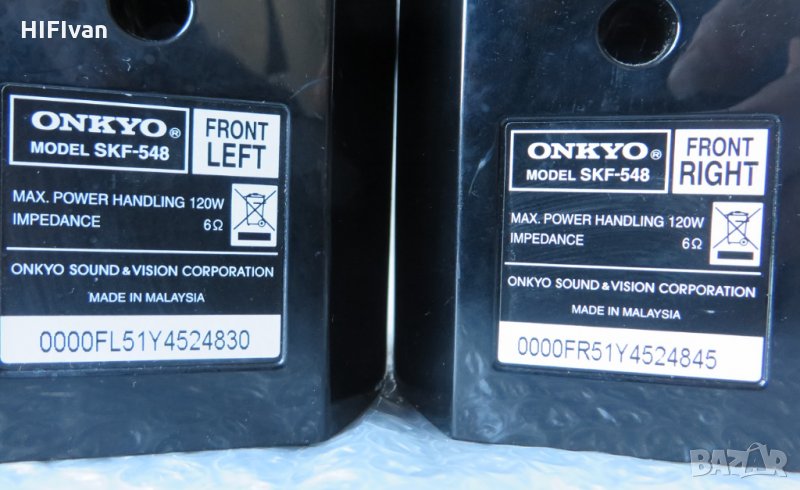 HIFIvan
ONKYO®
MODEL SKF-548
FRONT
LEFT
MAX. POWER HANDLING 120W
IMPEDANCE 6Ω
ONKYO SOUND & VISION CORPORATION
MADE IN MALAYSIA
0000FL51Y4524830
ONKYO®
MODEL SKF-548
FRONT
RIGHT
MAX. POWER HANDLING 120W
IMPEDANCE 6Ω
ONKYO SOUND & VISION CORPORATION
MADE IN MALAYSIA
0000FR51Y4524845
BAZAR